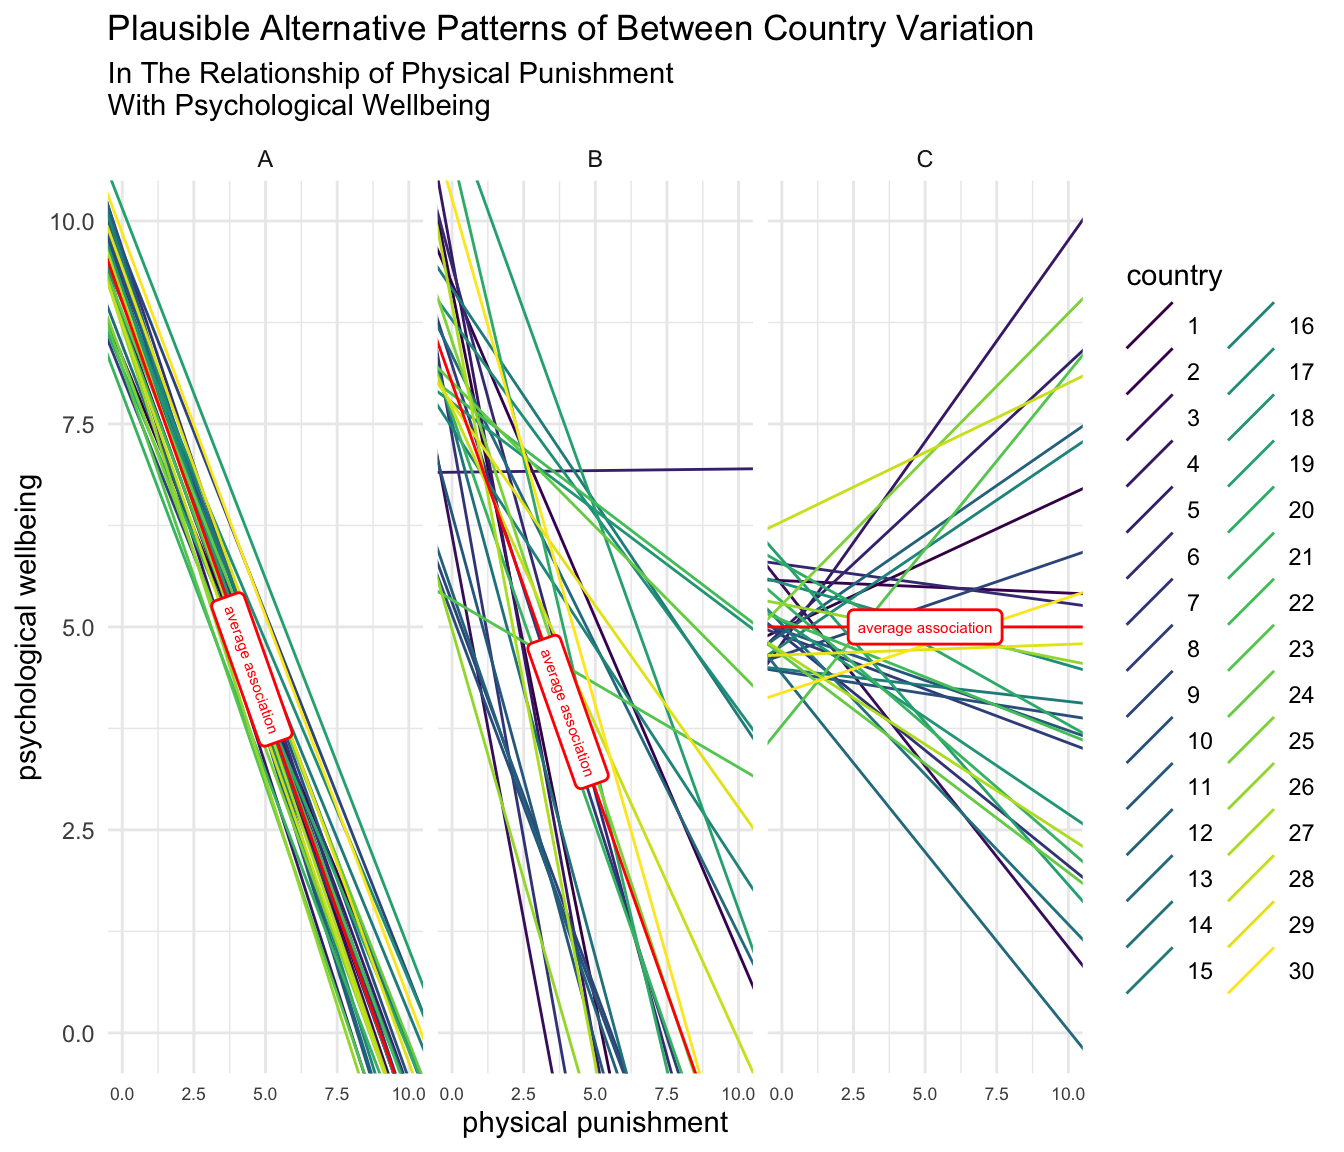 Plausible Alternative Patterns of Between Country Variation
In The Relationship of Physical Punishment
With Psychological Wellbeing
A
B
C
psychological wellbeing
10.0
7.5
5.0
2.5
0.0
average association
average association
average association
0.0 2.5 5.0 7.5 10.0
0.0 2.5 5.0 7.5 10.0
0.0 2.5 5.0 7.5 10.0
physical punishment
country
1 16
2 17
3 18
4 19
5 20
6 21
7 22
8 23
9 24
10 25
11 26
12 27
13 28
14 29
15 30